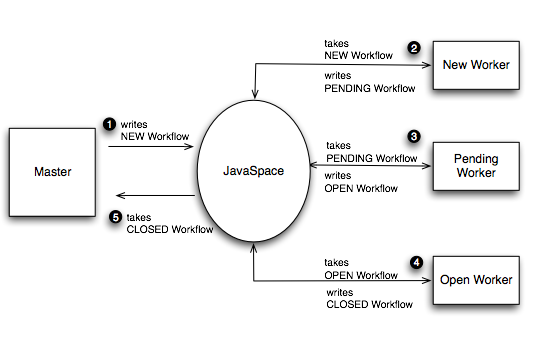 takes
NEW Workflow
2
writes
PENDING Workflow
New Worker
1 writes
NEW Workflow
Master
JavaSpace
takes
PENDING Workflow
3
writes
OPEN Workflow
Pending
Worker
5 takes
CLOSED Workflow
takes
OPEN Workflow
4
writes
CLOSED Workflow
Open Worker